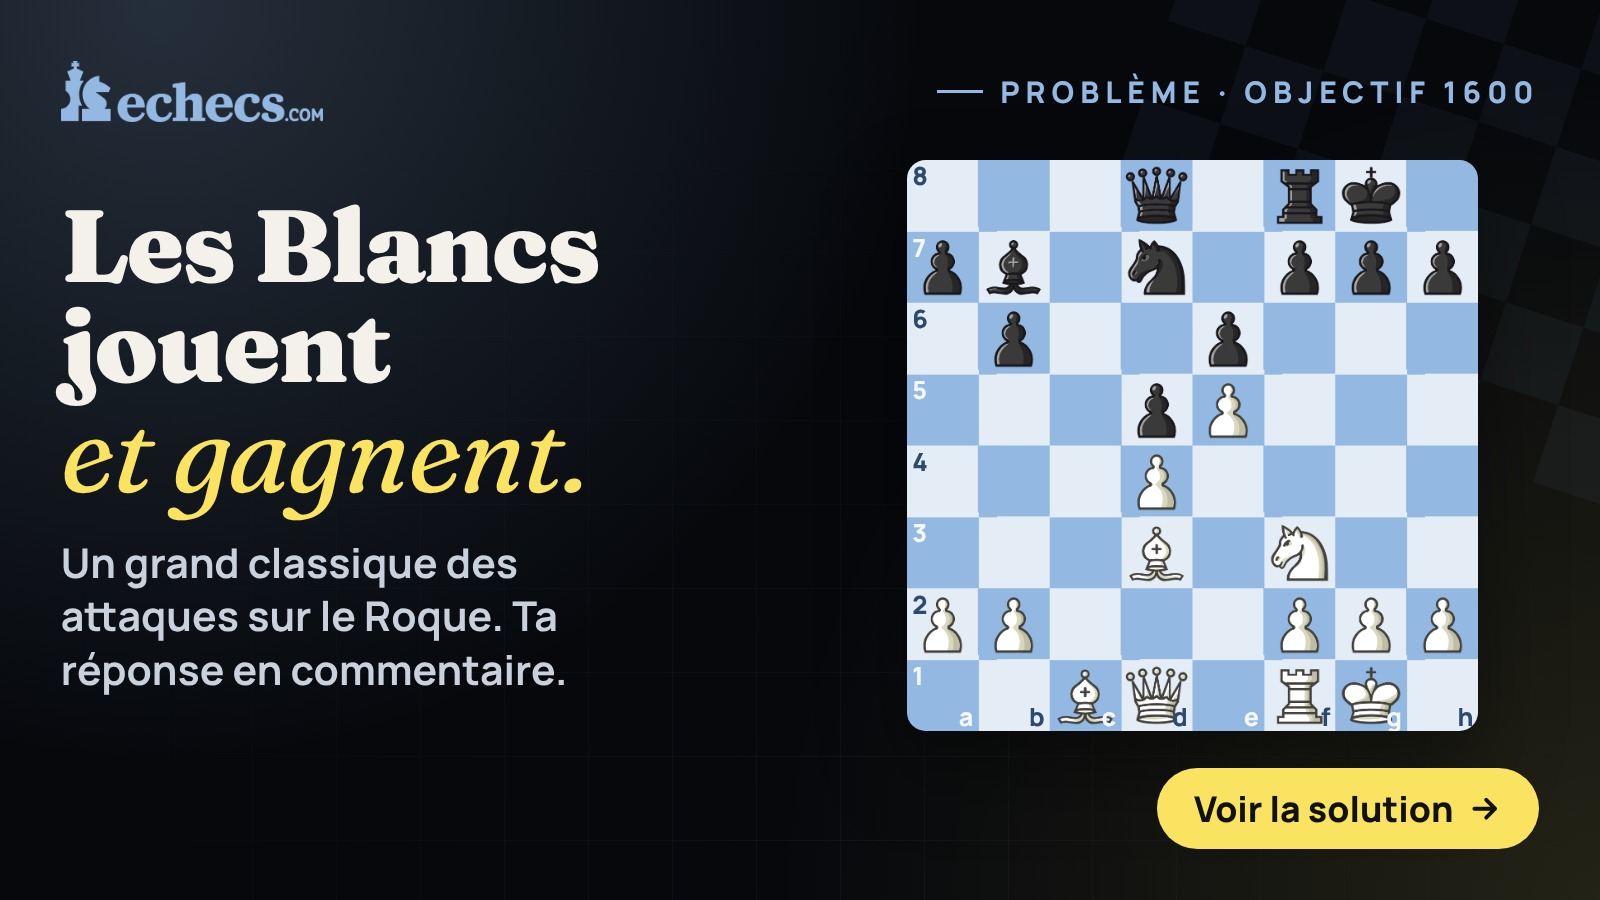 echecs.COM
PROBLÈME · OBJECTIF 1600
Les Blancs
jouent
et gagnent.
Un grand classique des
attaques sur le Roque. Ta
réponse en commentaire.
8
7
6
5
4
3
2
1
a b c d e f g h
Voir la solution →